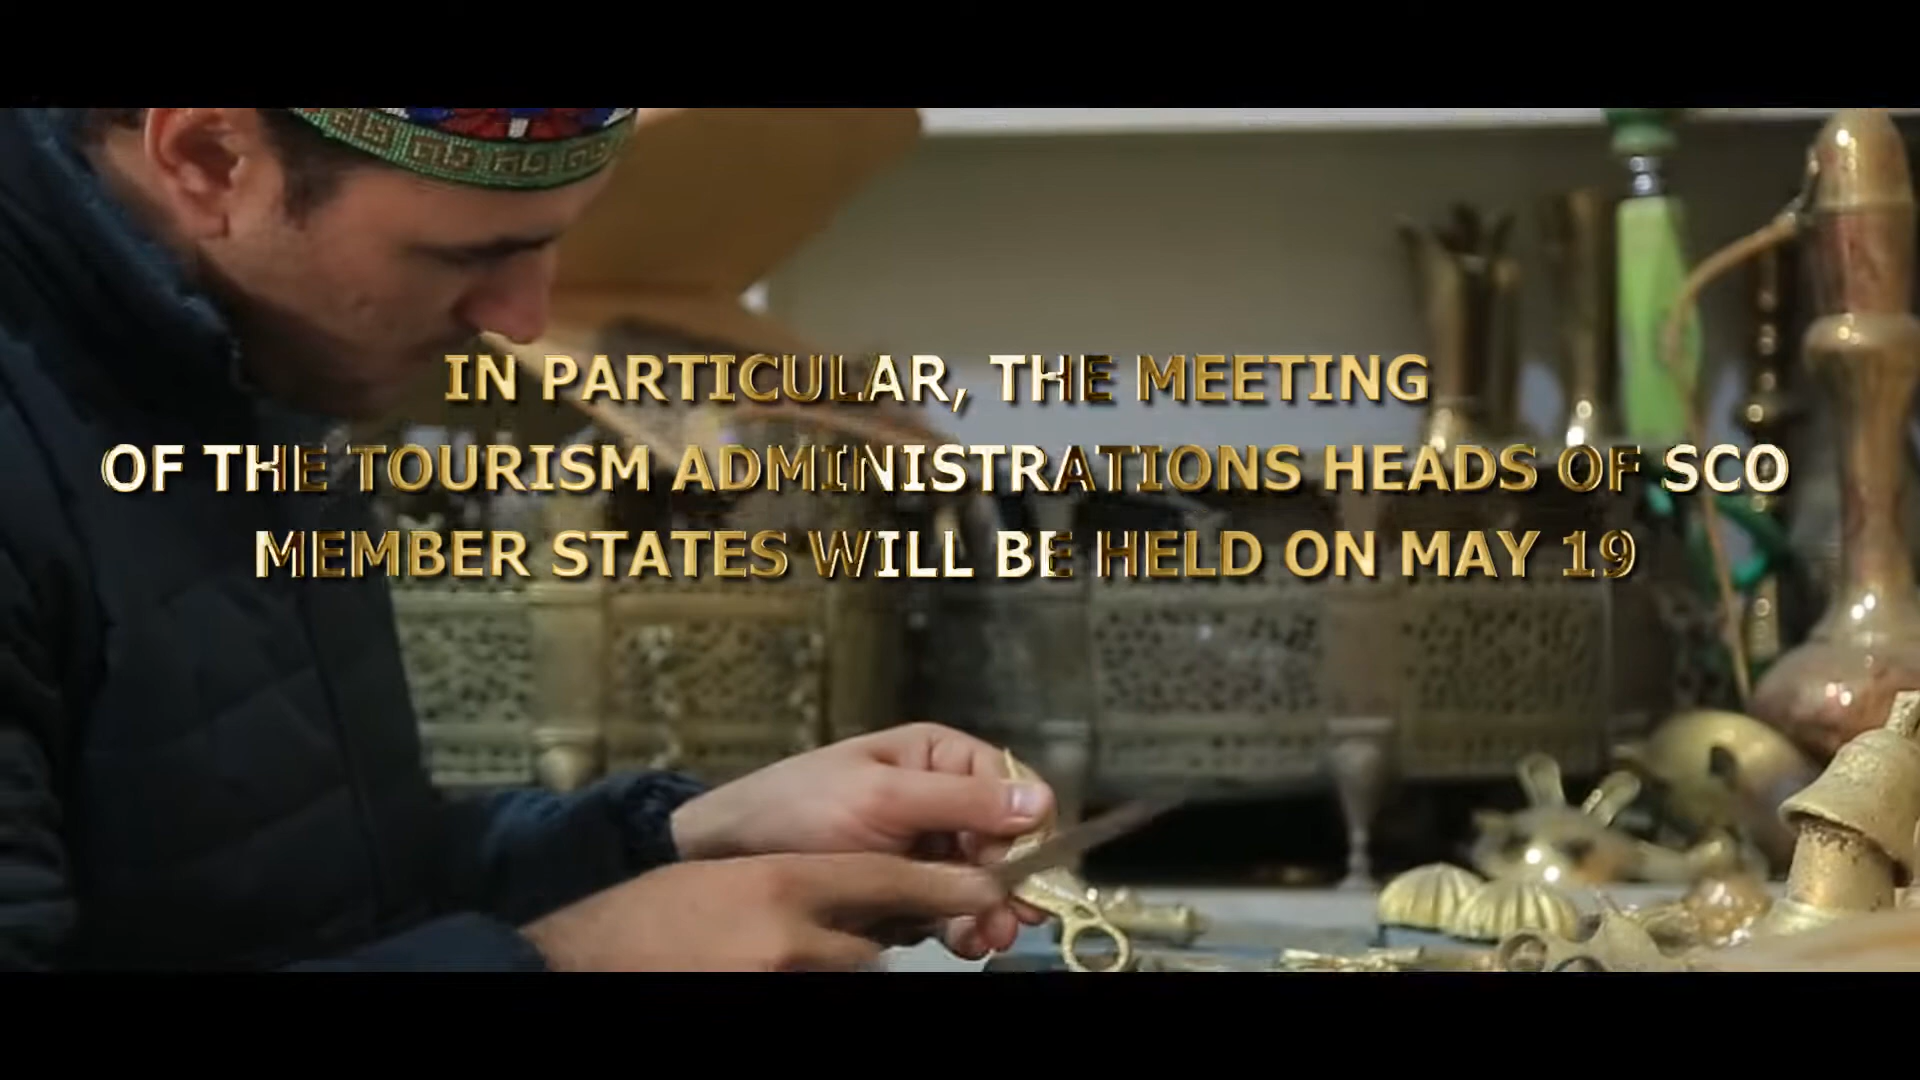 IN PARTICULAR, THE MEETING
OF THE TOURISM ADMINISTRATIONS HEADS OF SCO
MEMBER STATES WILL BE HELD ON MAY 19